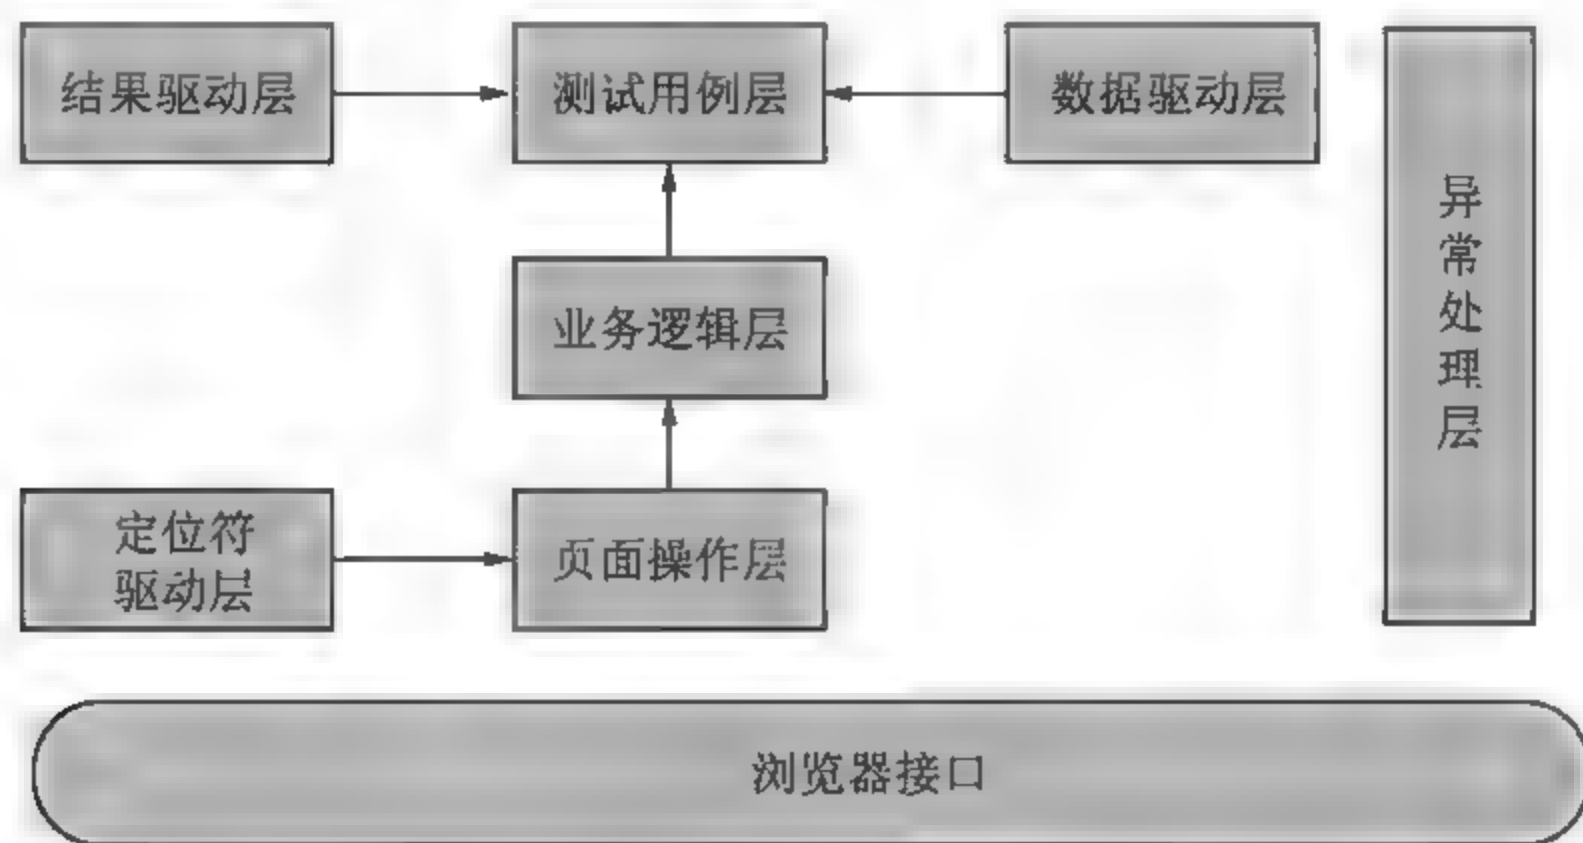 结果驱动层
测试用例层
数据驱动层
异常处理层
业务逻辑层
定位符
驱动层
页面操作层
浏览器接口